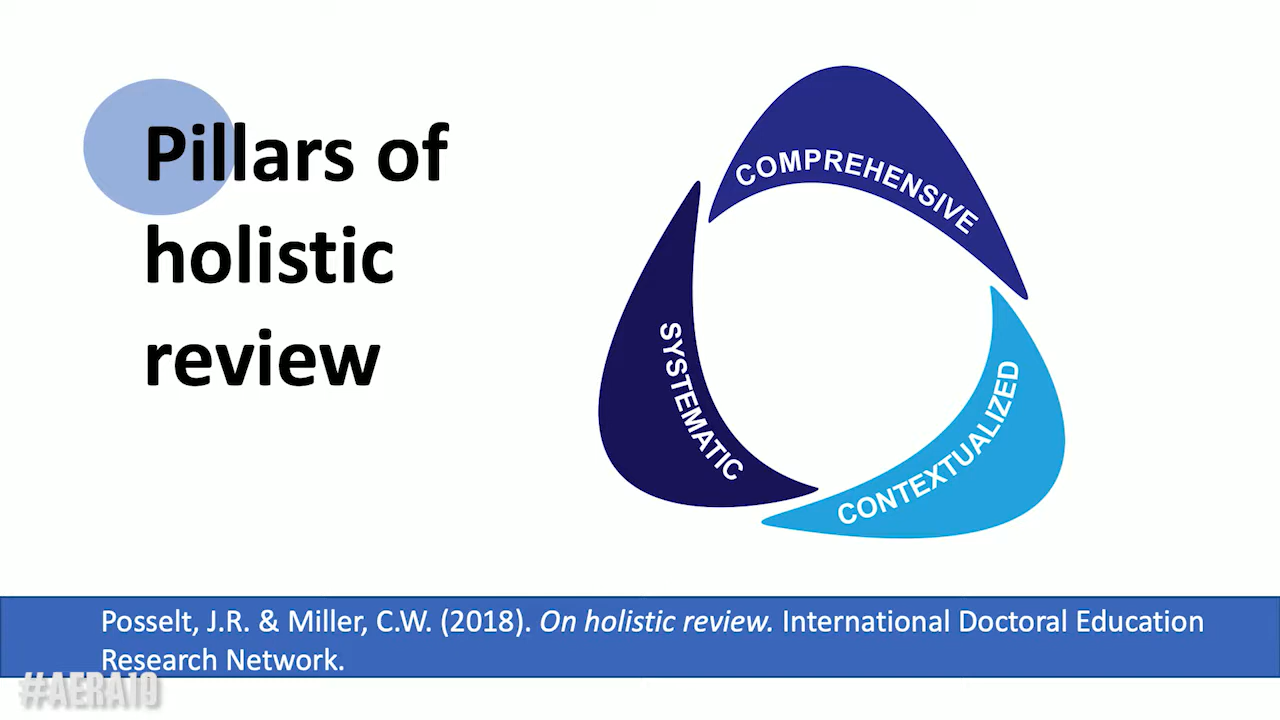 Pillars of
holistic
review
COMPREHENSIVE
SYSTEMATIC
CONTEXTUALIZED
Posselt, J.R. & Miller, C.W. (2018). On holistic review. International Doctoral Education
Research Network.
#AERA19